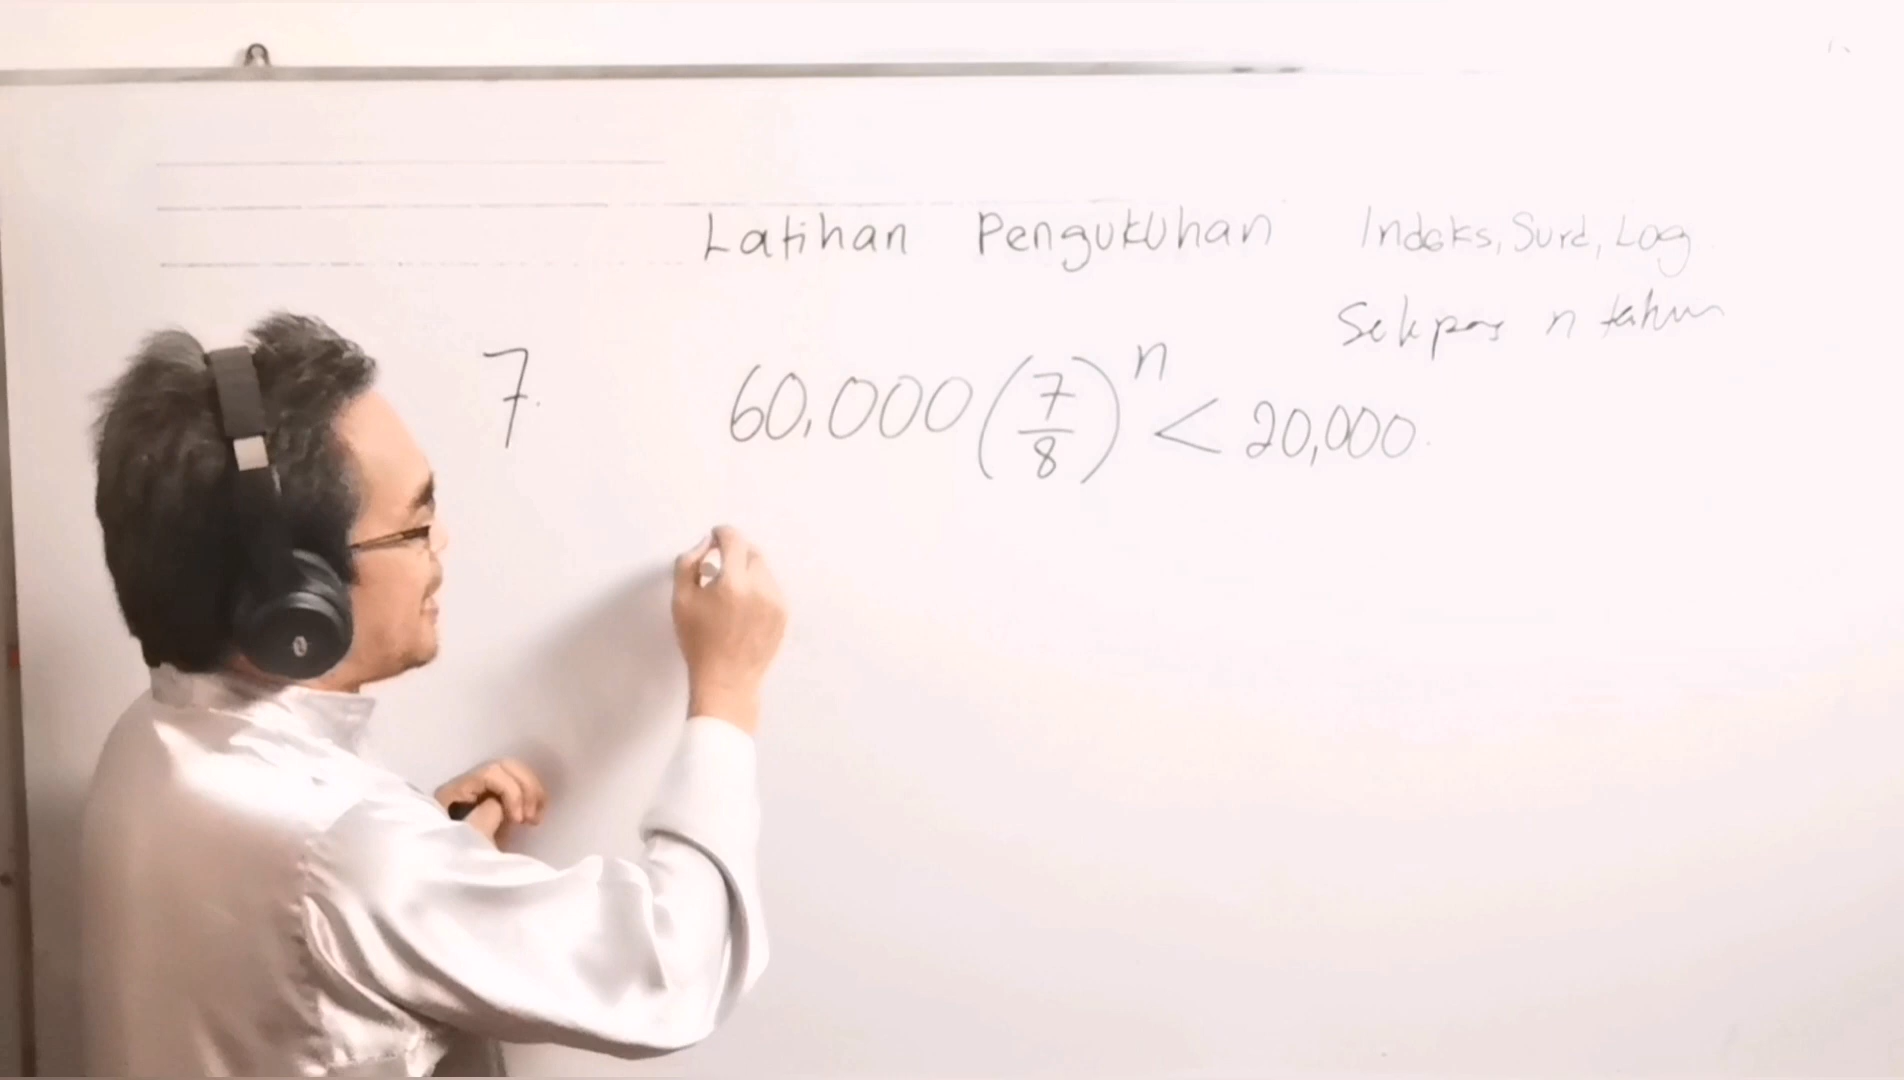 Latihan Pengukuhan Indeks, Surd, Log
Selepas n tahun
7. 60,000 (7/8)^n < 20,000.